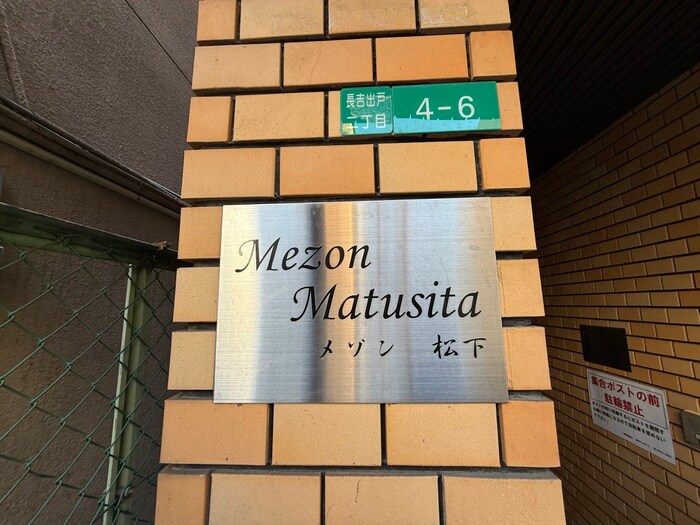 長吉出戸
二丁目
4-6
Mezon
Matusita
メゾン 松下
集合ポストの前
駐輪禁止